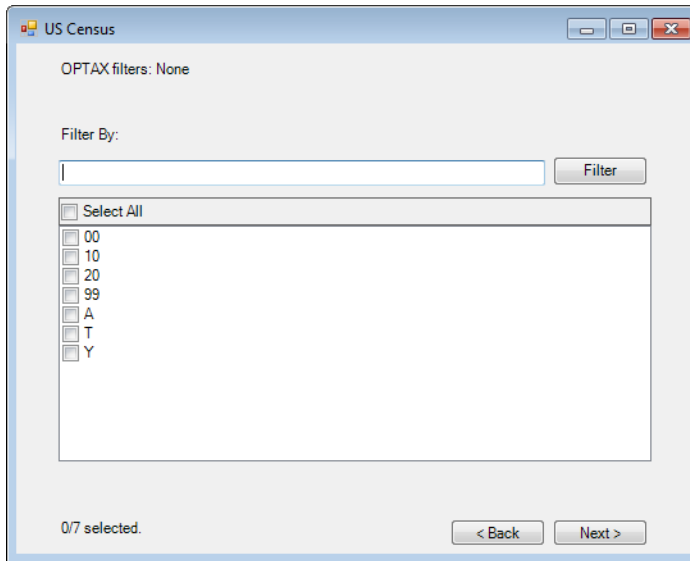 US Census
OPTAX filters: None
Filter By:
Filter
Select All
00
10
20
99
A
T
Y
0/7 selected.
< Back
Next >